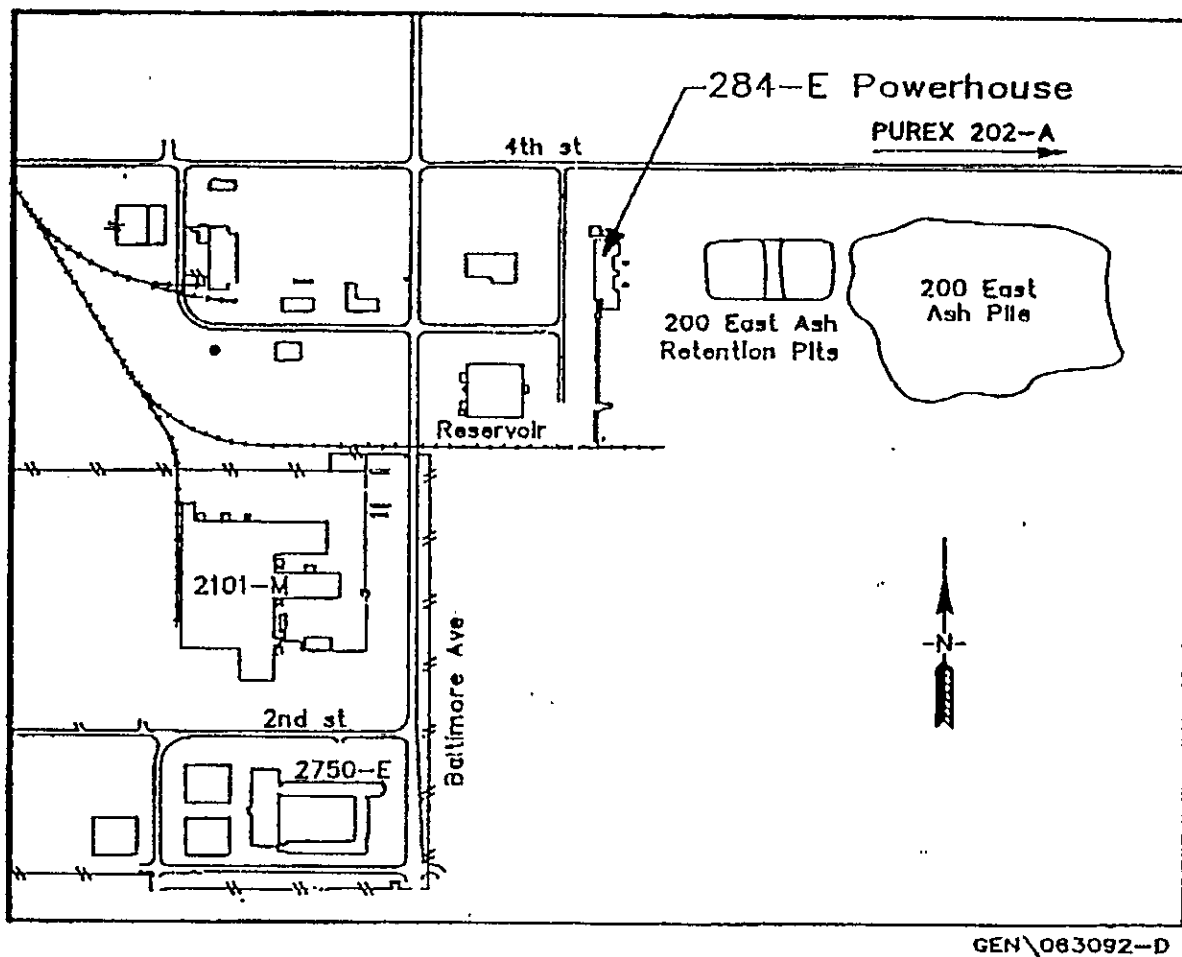 284-E Powerhouse
PUREX 202-A
4th st
200 East Ash
Retention Pits
200 East
Ash Pile
Reservoir
2101-M
-N-
Baltimore Ave
2nd st
2750-E
GEN\083092-D